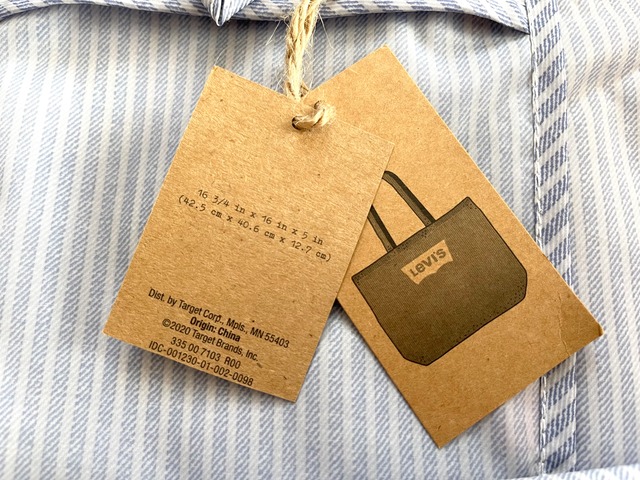 16 3/4 in x 16 in x 5 in
(42.5 cm x 40.6 cm x 12.7 cm)
Dist. by Target Corp., Mpls., MN 55403
Origin: China
©2020 Target Brands, Inc.
335 00 7103 R00
IDC-001230-01-002-0098
Levi's